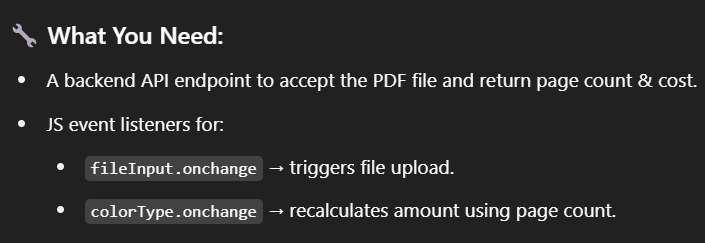 🔧 What You Need:
• A backend API endpoint to accept the PDF file and return page count & cost.
• JS event listeners for:
• fileInput.onchange → triggers file upload.
• colorType.onchange → recalculates amount using page count.